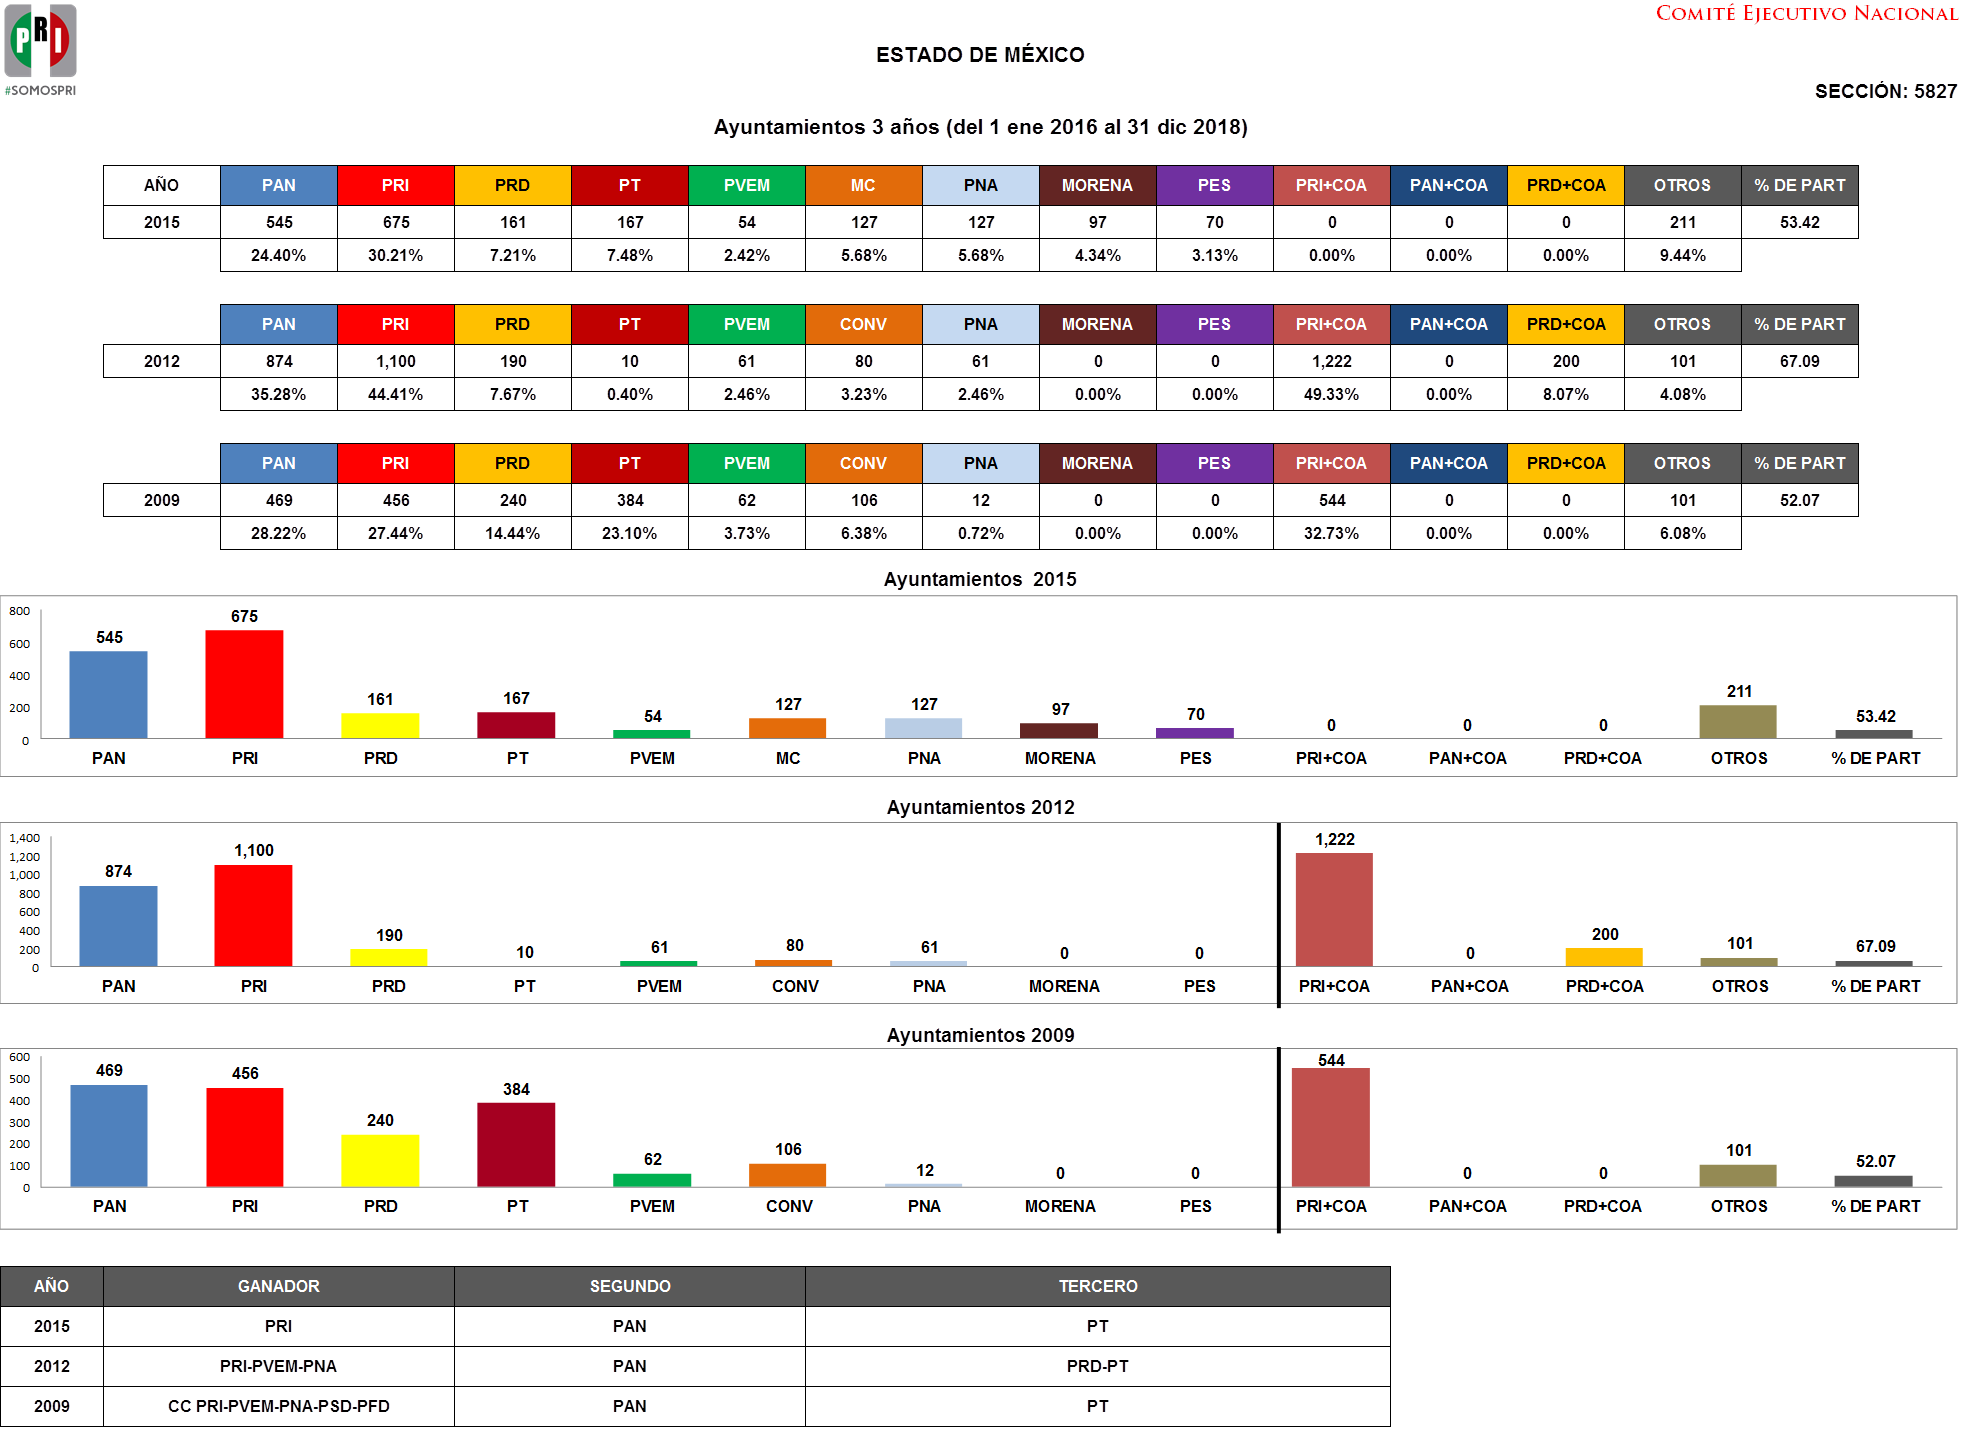 PRI
#SOMOSPRI
COMITÉ EJECUTIVO NACIONAL
ESTADO DE MÉXICO
SECCIÓN: 5827
Ayuntamientos 3 años (del 1 ene 2016 al 31 dic 2018)
AÑO PAN PRI PRD PT PVEM MC PNA MORENA PES PRI+COA PAN+COA PRD+COA OTROS % DE PART
2015 545 675 161 167 54 127 127 97 70 0 0 0 211 53.42
24.40% 30.21% 7.21% 7.48% 2.42% 5.68% 5.68% 4.34% 3.13% 0.00% 0.00% 0.00% 9.44%
PAN PRI PRD PT PVEM CONV PNA MORENA PES PRI+COA PAN+COA PRD+COA OTROS % DE PART
2012 874 1,100 190 10 61 80 61 0 0 1,222 0 200 101 67.09
35.28% 44.41% 7.67% 0.40% 2.46% 3.23% 2.46% 0.00% 0.00% 49.33% 0.00% 8.07% 4.08%
PAN PRI PRD PT PVEM CONV PNA MORENA PES PRI+COA PAN+COA PRD+COA OTROS % DE PART
2009 469 456 240 384 62 106 12 0 0 544 0 0 101 52.07
28.22% 27.44% 14.44% 23.10% 3.73% 6.38% 0.72% 0.00% 0.00% 32.73% 0.00% 0.00% 6.08%
Ayuntamientos 2015
800
600
400
200
0
545 675 161 167 54 127 127 97 70 0 0 0 211 53.42
PAN PRI PRD PT PVEM MC PNA MORENA PES PRI+COA PAN+COA PRD+COA OTROS % DE PART
Ayuntamientos 2012
1,400
1,200
1,000
800
600
400
200
0
874 1,100 190 10 61 80 61 0 0 1,222 0 200 101 67.09
PAN PRI PRD PT PVEM CONV PNA MORENA PES PRI+COA PAN+COA PRD+COA OTROS % DE PART
Ayuntamientos 2009
600
500
400
300
200
100
0
469 456 240 384 62 106 12 0 0 544 0 0 101 52.07
PAN PRI PRD PT PVEM CONV PNA MORENA PES PRI+COA PAN+COA PRD+COA OTROS % DE PART
AÑO GANADOR SEGUNDO TERCERO
2015 PRI PAN PT
2012 PRI-PVEM-PNA PAN PRD-PT
2009 CC PRI-PVEM-PNA-PSD-PFD PAN PT